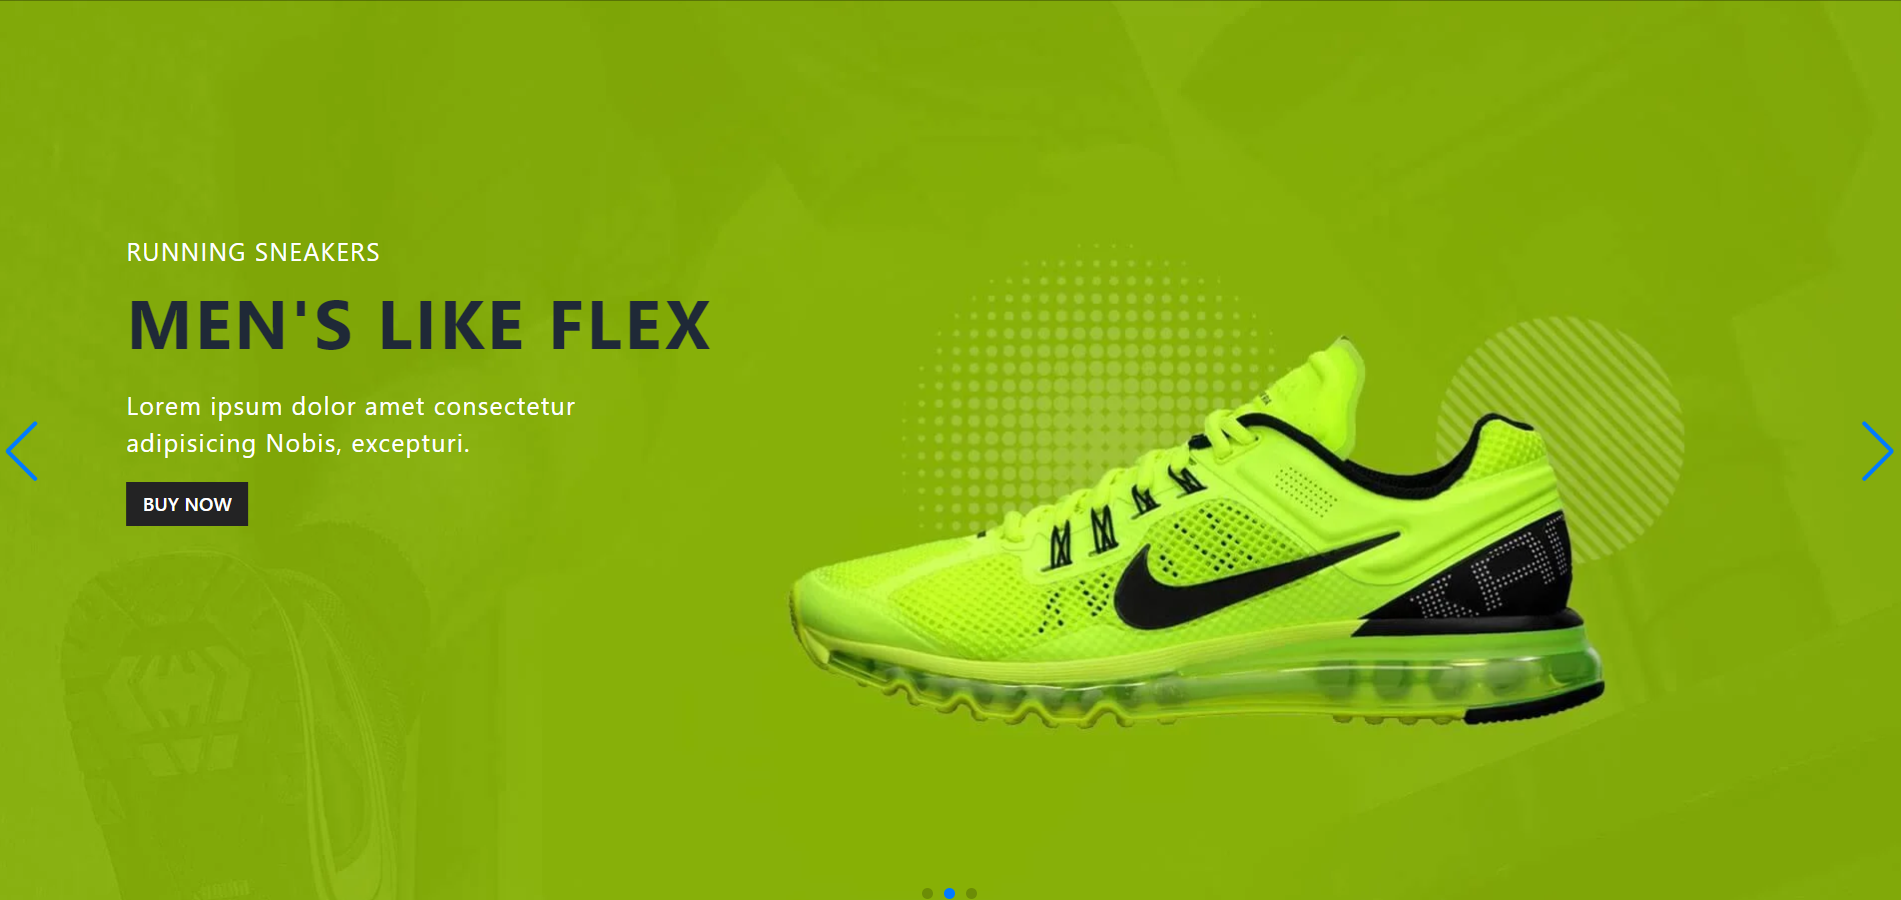 RUNNING SNEAKERS
MEN'S LIKE FLEX
Lorem ipsum dolor amet consectetur
adipisicing Nobis, excepturi.
BUY NOW